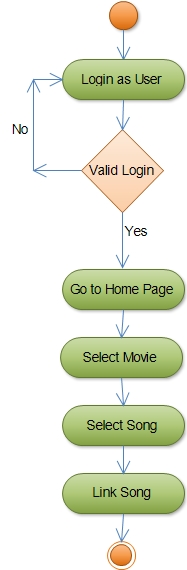 Login as User
No
Valid Login
Yes
Go to Home Page
Select Movie
Select Song
Link Song